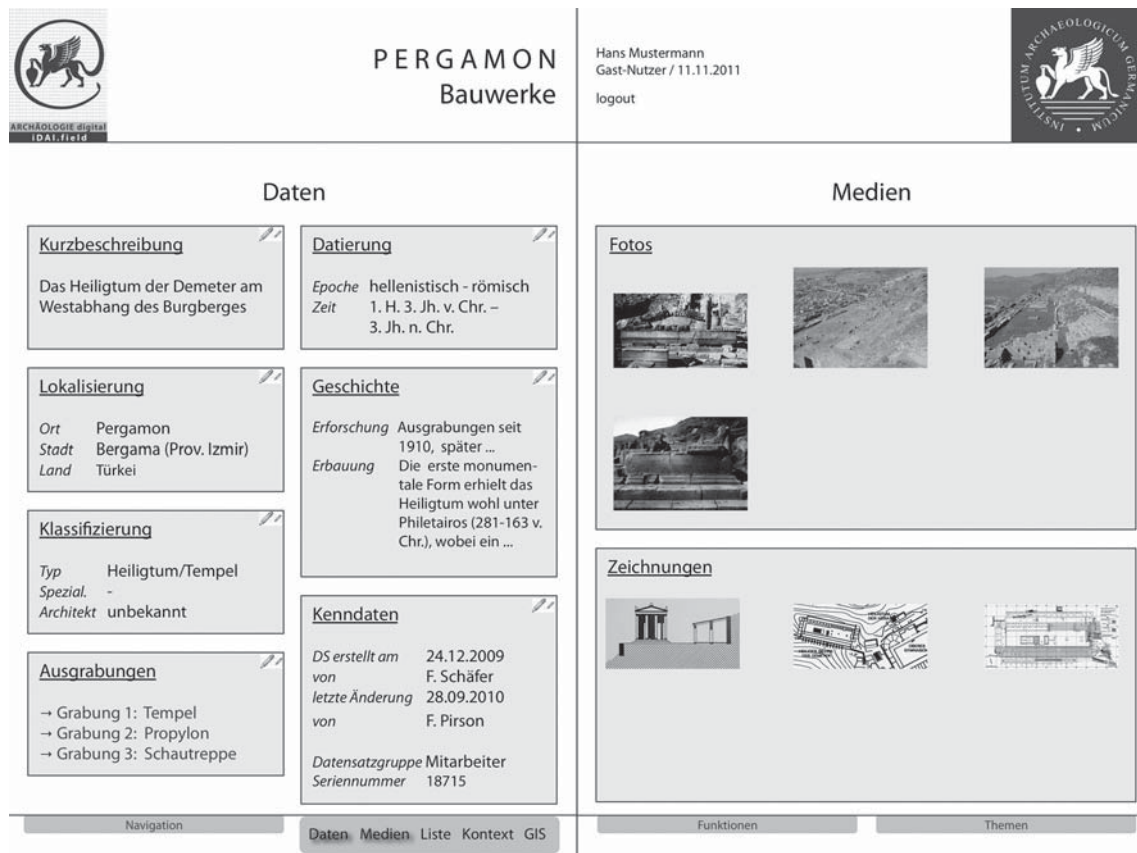 ARCHÄOLOGIE digital
iDAI.field
PERGAMON
Bauwerke
Hans Mustermann
Gast-Nutzer / 11.11.2011
logout
INSTITUTUM ARCHAEOLOGICUM GERMANICUM
Daten
Kurzbeschreibung
Das Heiligtum der Demeter am
Westabhang des Burgberges
Lokalisierung
Ort Pergamon
Stadt Bergama (Prov. Izmir)
Land Türkei
Klassifizierung
Typ Heiligtum/Tempel
Spezial. -
Architekt unbekannt
Ausgrabungen
→ Grabung 1: Tempel
→ Grabung 2: Propylon
→ Grabung 3: Schautreppe
Datierung
Epoche hellenistisch - römisch
Zeit 1. H. 3. Jh. v. Chr. –
3. Jh. n. Chr.
Geschichte
Erforschung Ausgrabungen seit
1910, später ...
Erbauung Die erste monumen-
tale Form erhielt das
Heiligtum wohl unter
Philetairos (281-163 v.
Chr.), wobei ein ...
Kenndaten
DS erstellt am 24.12.2009
von F. Schäfer
letzte Änderung 28.09.2010
von F. Pirson
Datensatzgruppe Mitarbeiter
Seriennummer 18715
Medien
Fotos
Zeichnungen
Navigation
Daten Medien Liste Kontext GIS
Funktionen
Themen